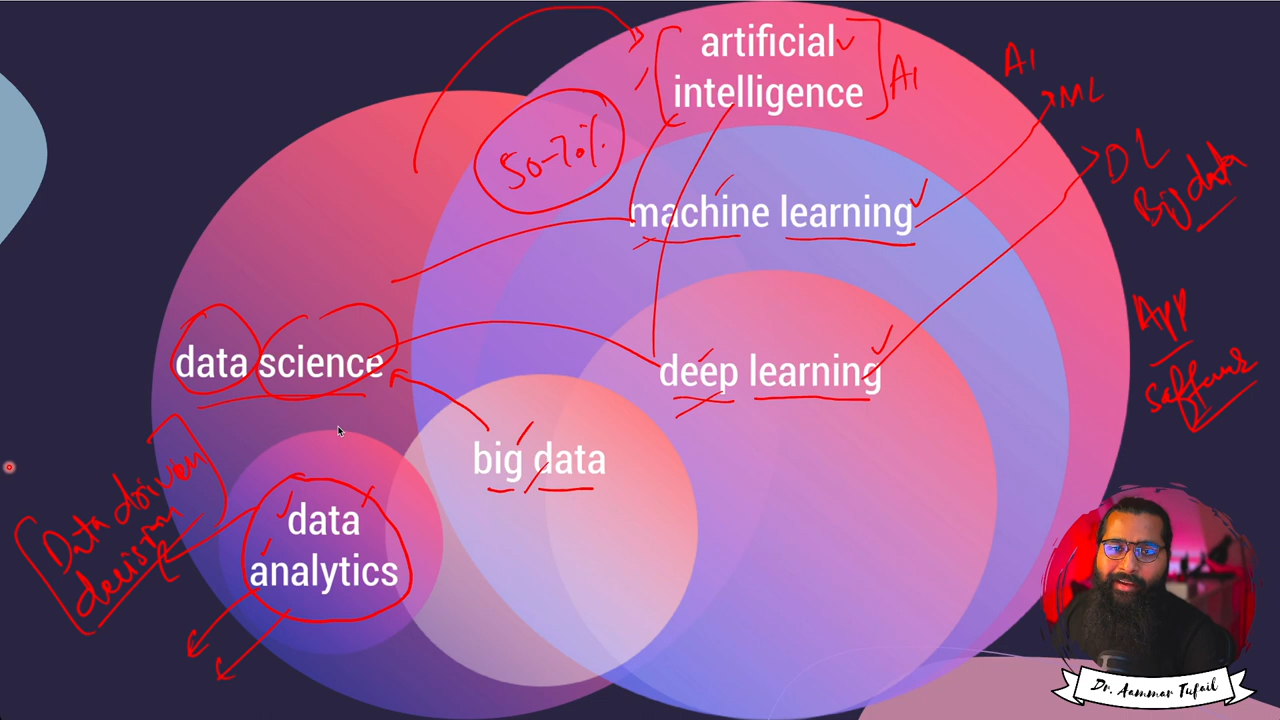 artificial
intelligence
AI
AI
ML
50-70%
DL
Big data
machine learning
App
data science
deep learning
big data
Data driven
decision
data
analytics
Dr. Aammar Tufail